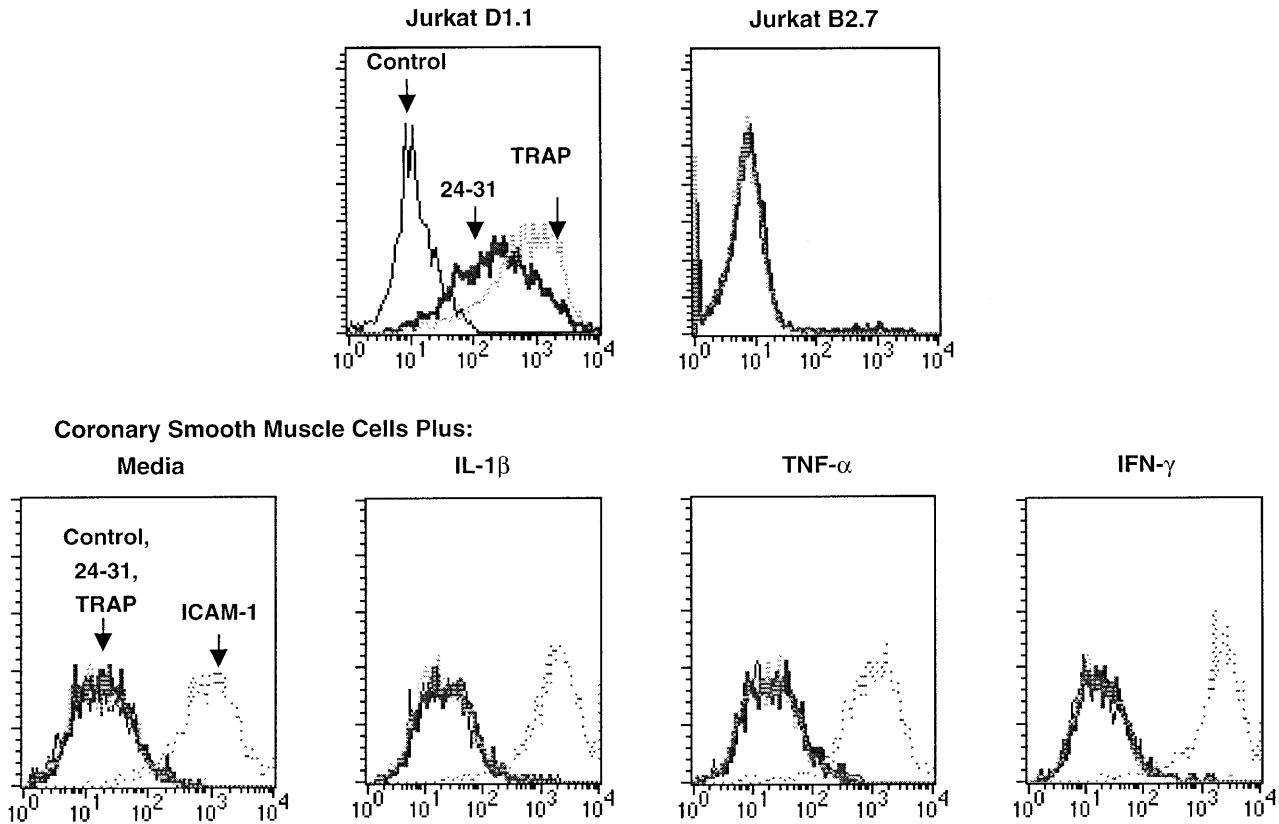 Jurkat D1.1
Jurkat B2.7
Control
TRAP
24-31
10^0 10^1 10^2 10^3 10^4
10^0 10^1 10^2 10^3 10^4
Coronary Smooth Muscle Cells Plus:
Media
IL-1β
TNF-α
IFN-γ
Control,
24-31,
TRAP
ICAM-1
10^0 10^1 10^2 10^3 10^4
10^0 10^1 10^2 10^3 10^4
10^0 10^1 10^2 10^3 10^4
10^0 10^1 10^2 10^3 10^4